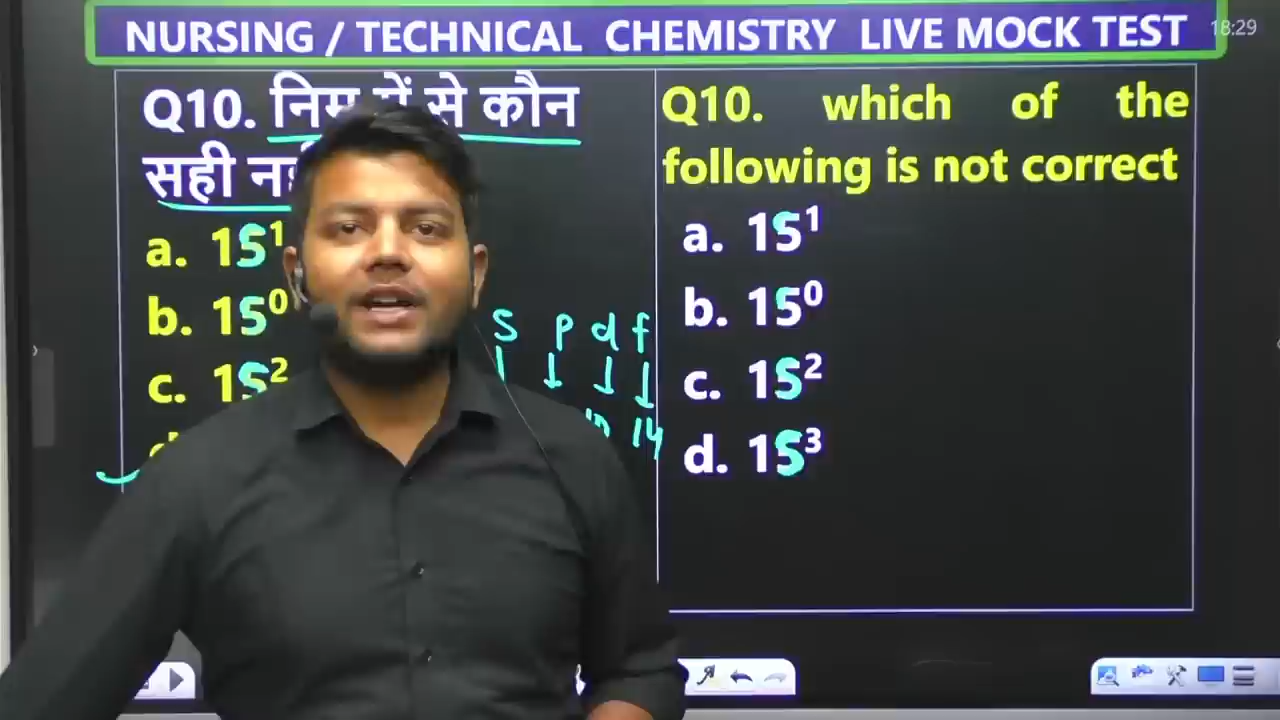 NURSING / TECHNICAL CHEMISTRY LIVE MOCK TEST
18:29
Q10. से कौन
सही
a. 1S¹
b. 1S⁰
c. 1S²
S p d f
14
Q10. which of the
following is not correct
a. 1S¹
b. 1S⁰
c. 1S²
d. 1S³